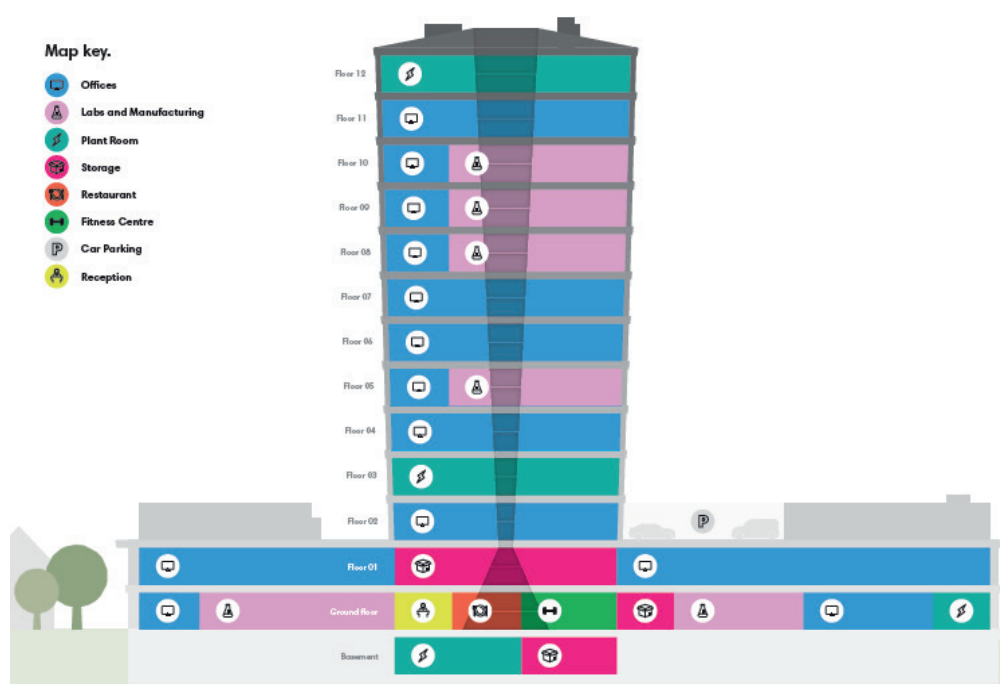 Map key.
Offices
Labs and Manufacturing
Plant Room
Storage
Restaurant
Fitness Centre
P Car Parking
Reception
Floor 12
Floor 11
Floor 10
Floor 09
Floor 08
Floor 07
Floor 06
Floor 05
Floor 04
Floor 03
Floor 02
P
Floor 01
Ground floor
Basement